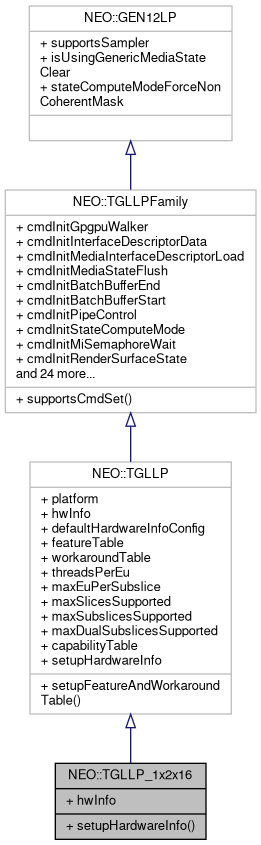 NEO::GEN12LP
+ supportsSampler
+ isUsingGenericMediaState
Clear
+ stateComputeModeForceNon
CoherentMask
NEO::TGLLPFamily
+ cmdInitGpgpuWalker
+ cmdInitInterfaceDescriptorData
+ cmdInitMediaInterfaceDescriptorLoad
+ cmdInitMediaStateFlush
+ cmdInitBatchBufferEnd
+ cmdInitBatchBufferStart
+ cmdInitPipeControl
+ cmdInitStateComputeMode
+ cmdInitMiSemaphoreWait
+ cmdInitRenderSurfaceState
and 24 more...
+ supportsCmdSet()
NEO::TGLLP
+ platform
+ hwInfo
+ defaultHardwareInfoConfig
+ featureTable
+ workaroundTable
+ threadsPerEu
+ maxEuPerSubslice
+ maxSlicesSupported
+ maxSubslicesSupported
+ maxDualSubslicesSupported
+ capabilityTable
+ setupHardwareInfo
+ setupFeatureAndWorkaround
Table()
NEO::TGLLP_1x2x16
+ hwInfo
+ setupHardwareInfo()